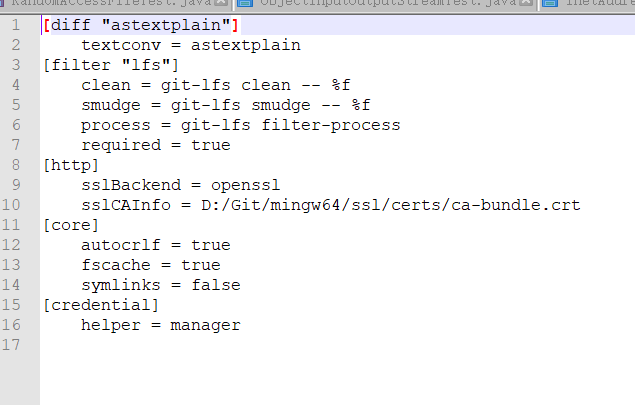 RandomAccessFileTest.java ObjectInputOutputStreamTest.java InetAddre
1 [diff "astextplain"]
2 textconv = astextplain
3 [filter "lfs"]
4 clean = git-lfs clean -- %f
5 smudge = git-lfs smudge -- %f
6 process = git-lfs filter-process
7 required = true
8 [http]
9 sslBackend = openssl
10 sslCAInfo = D:/Git/mingw64/ssl/certs/ca-bundle.crt
11 [core]
12 autocrlf = true
13 fscache = true
14 symlinks = false
15 [credential]
16 helper = manager
17